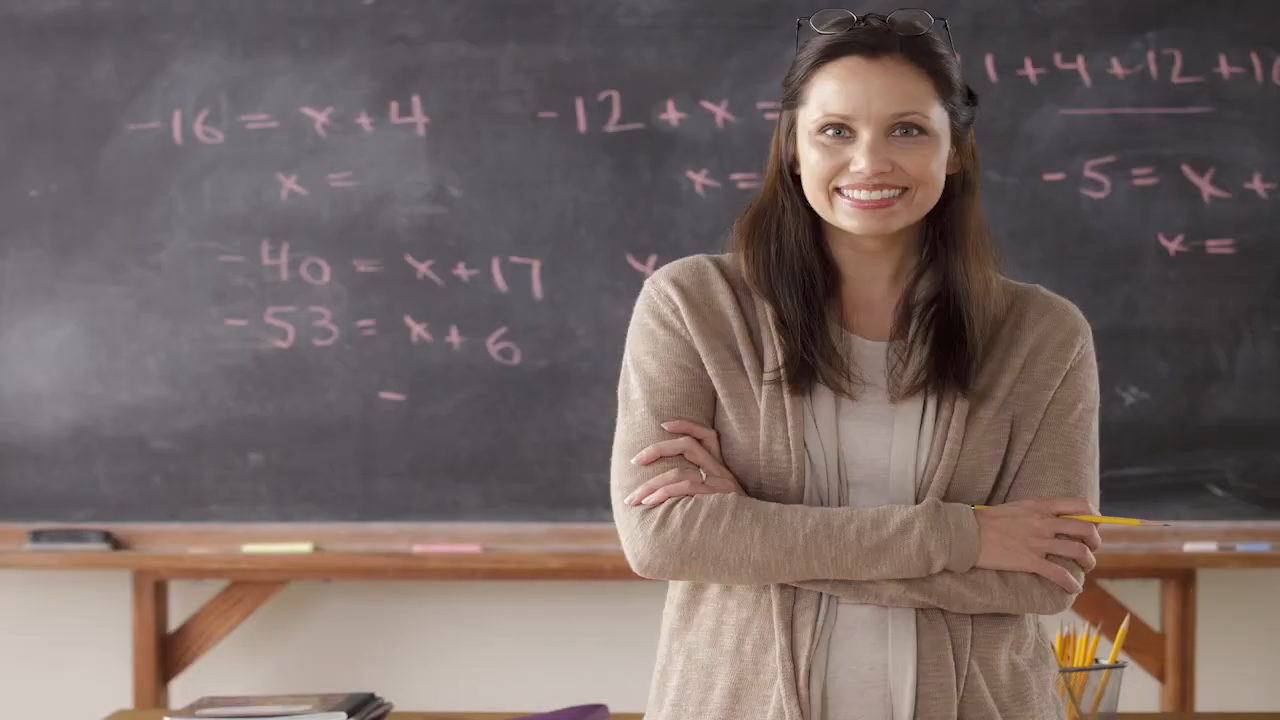 -16 = x + 4
x =
-40 = x + 17
-53 = x + 6
-
-12 + x =
x =
x
1 + 4 + 12 + 1
-5 = x +
x =